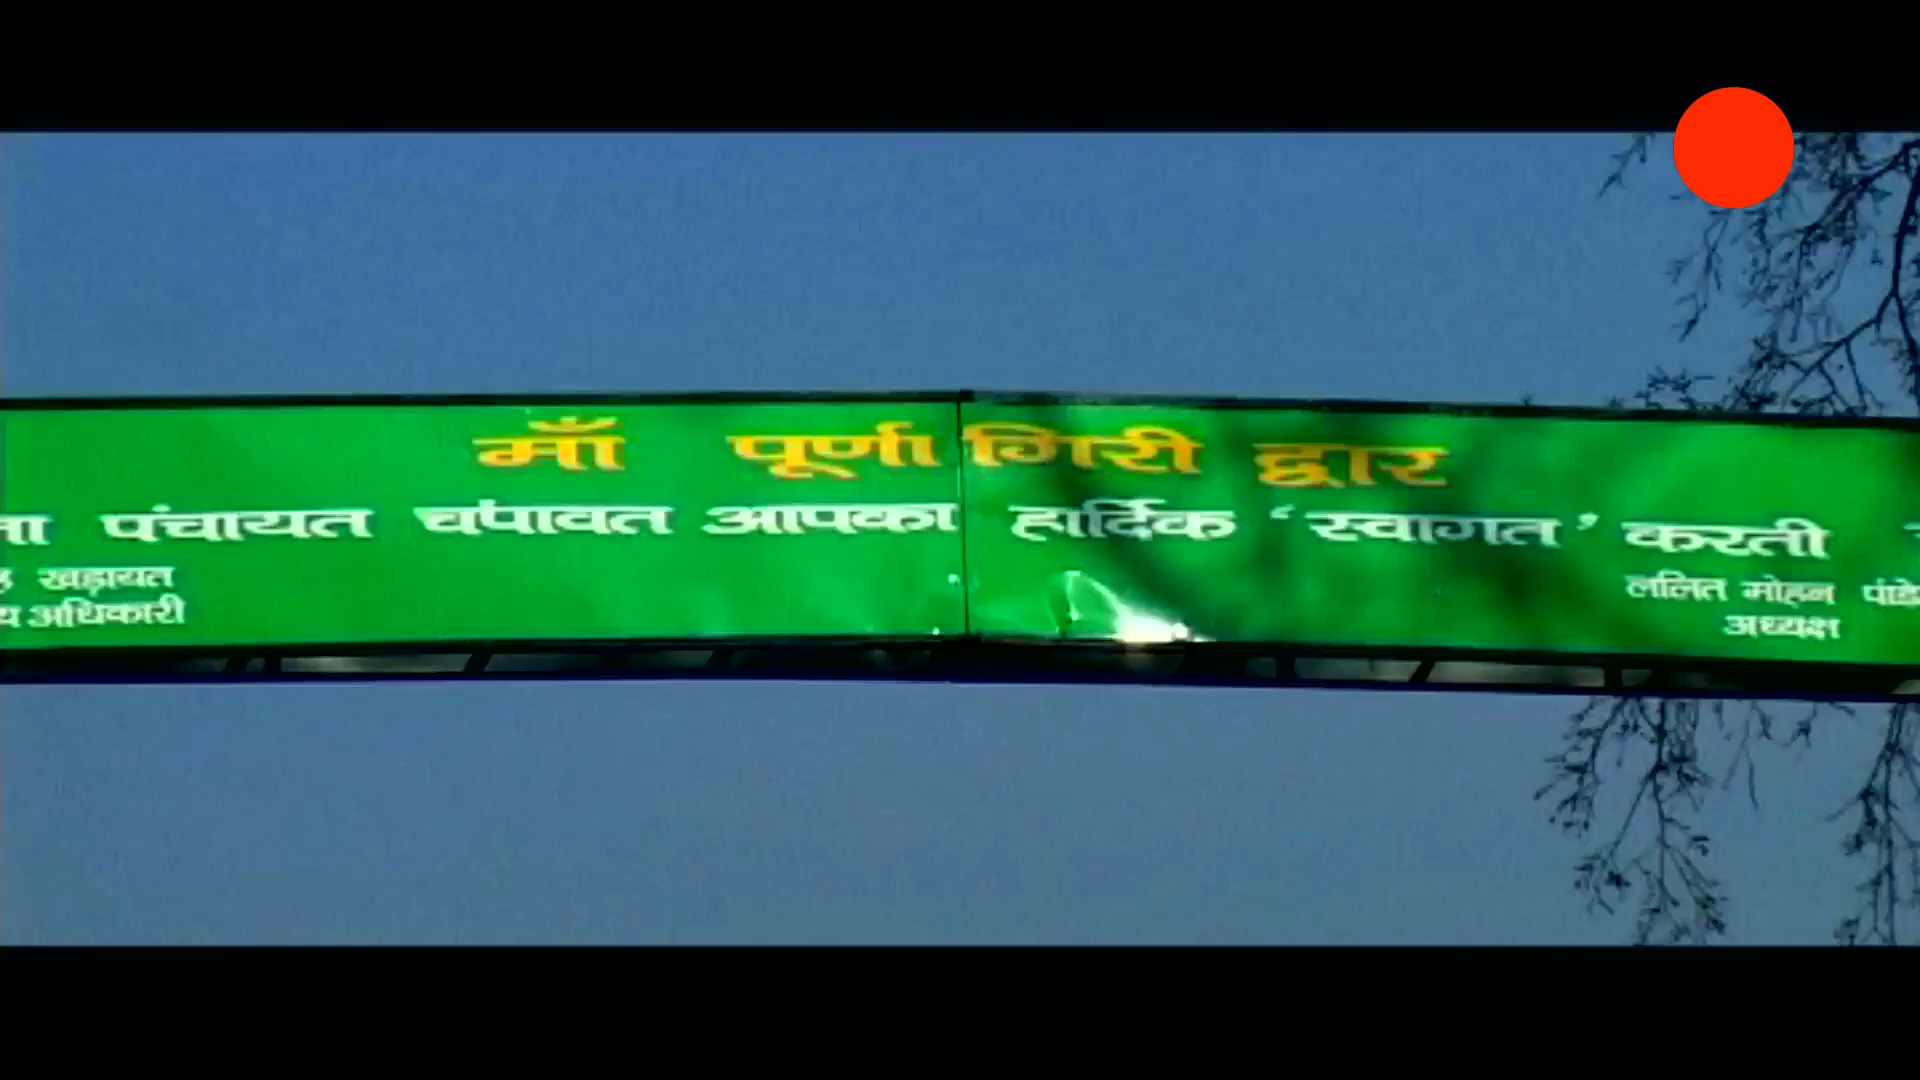 माँ पूर्णागिरी द्वार
पंचायत चंपावत आपका हार्दिक ‘स्वागत’ करती
खड़ायत
अधिकारी
ललित मोहन पांडे
अध्यक्ष